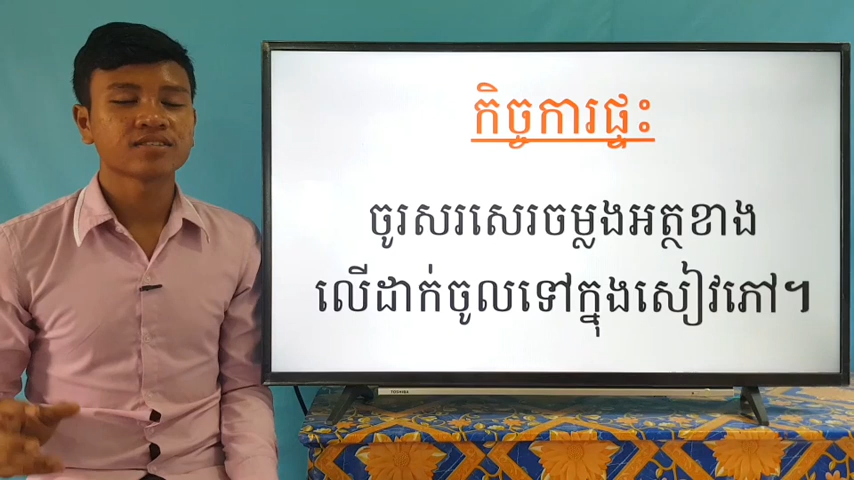 កិច្ចការផ្ទះ
ចូរសរសេរចម្លងអត្ថខាង
លើដាក់ចូលទៅក្នុងសៀវភៅ។
TOSHIBA